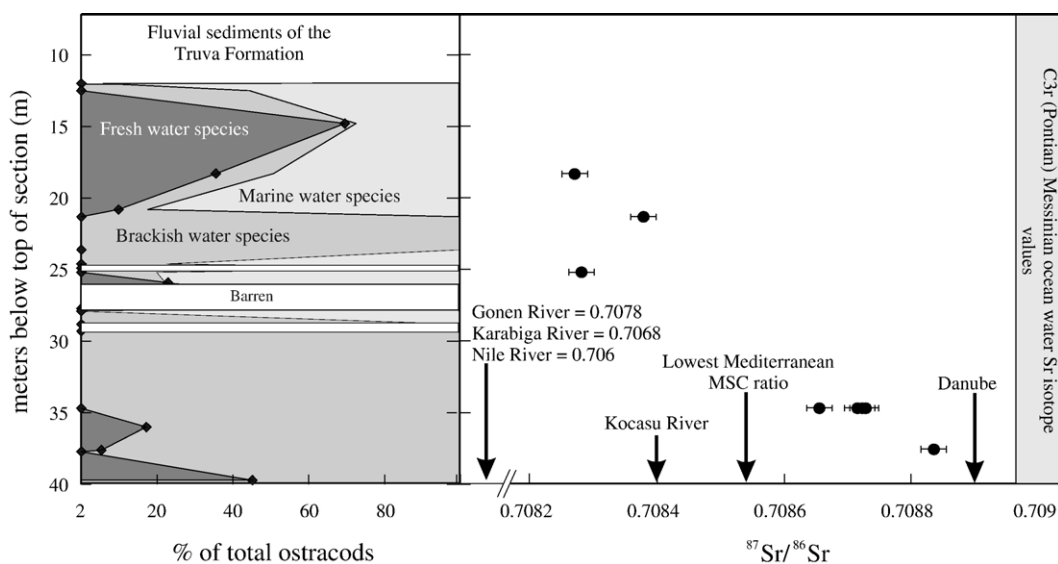 Fluvial sediments of the
Truva Formation
Fresh water species
Marine water species
Brackish water species
Barren
10
15
20
25
30
35
40
meters below top of section (m)
2
20
40
60
80
% of total ostracods
Gonen River = 0.7078
Karabiga River = 0.7068
Nile River = 0.706
Kocasu River
Lowest Mediterranean
MSC ratio
Danube
0.7082
0.7084
0.7086
0.7088
0.709
⁸⁷Sr/⁸⁶Sr
C3r (Pontian) Messinian ocean water Sr isotope
values